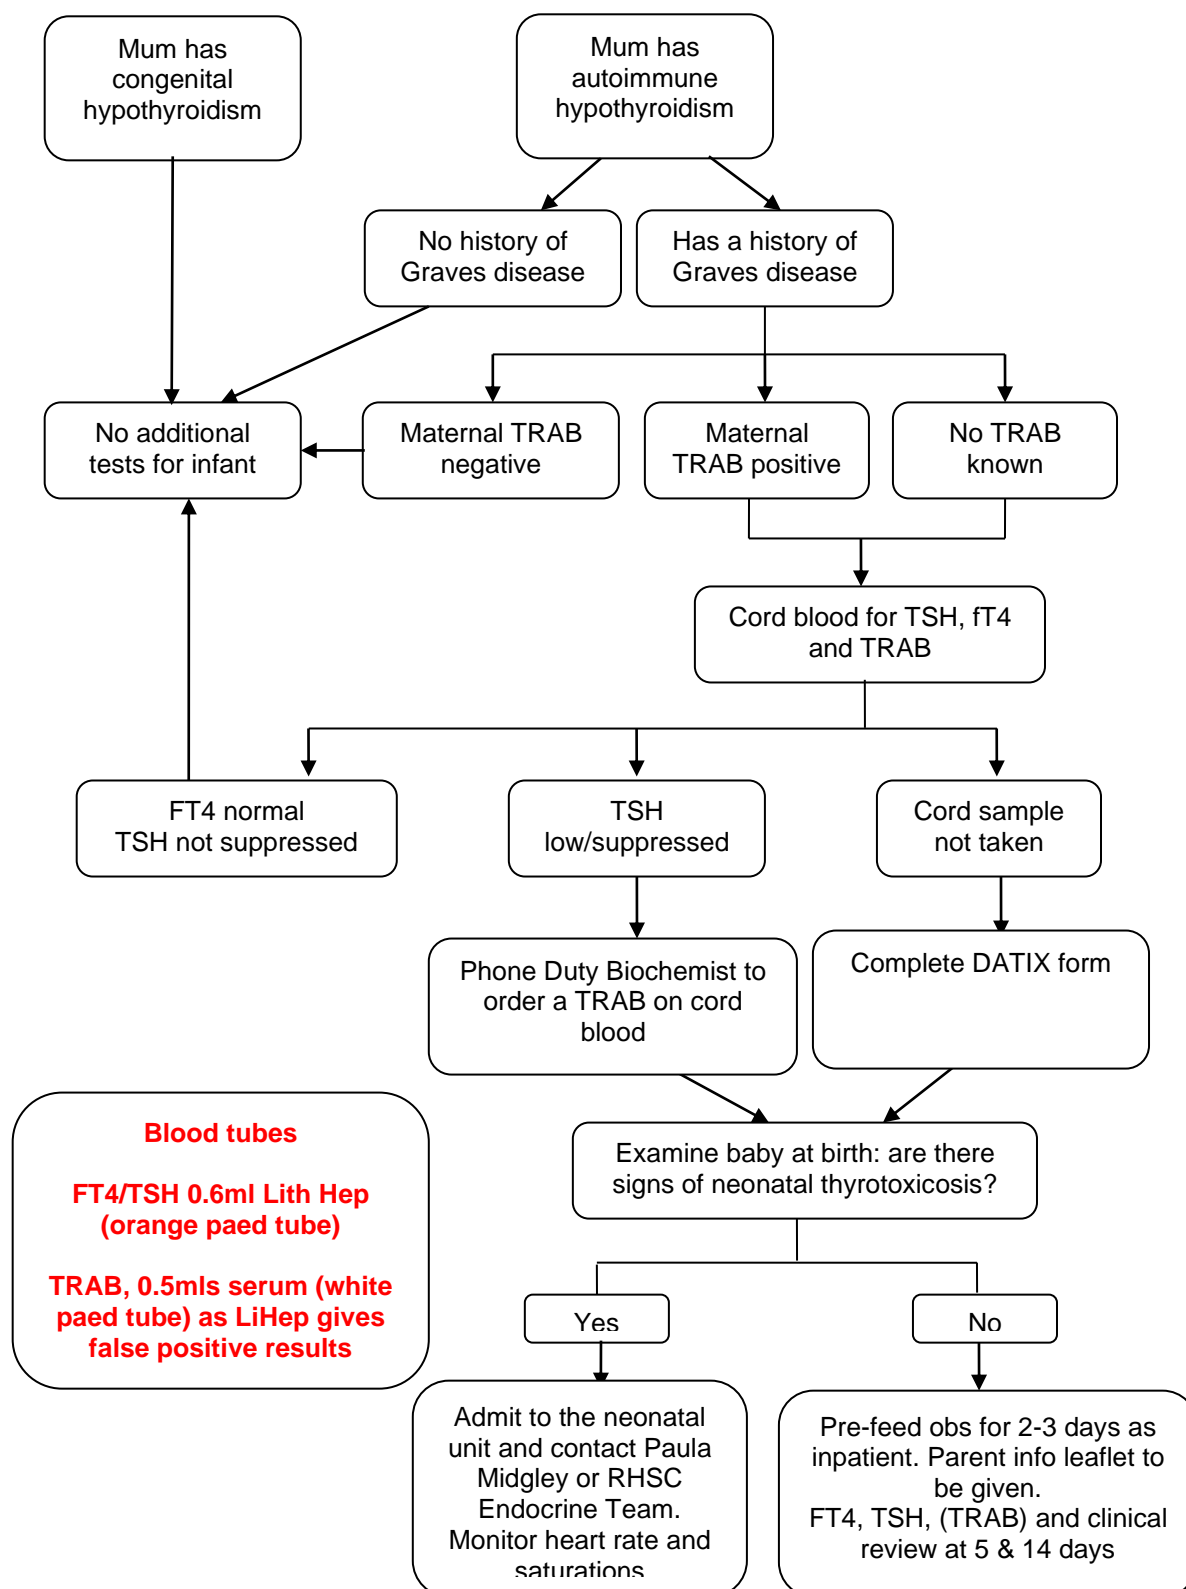 Mum has
congenital
hypothyroidism
Mum has
autoimmune
hypothyroidism
No history of
Graves disease
Has a history of
Graves disease
No additional
tests for infant
Maternal TRAB
negative
Maternal
TRAB positive
No TRAB
known
Cord blood for TSH, fT4
and TRAB
FT4 normal
TSH not suppressed
TSH
low/suppressed
Cord sample
not taken
Phone Duty Biochemist to
order a TRAB on cord
blood
Complete DATIX form
Blood tubes
FT4/TSH 0.6ml Lith Hep
(orange paed tube)
TRAB, 0.5mls serum (white
paed tube) as LiHep gives
false positive results
Examine baby at birth: are there
signs of neonatal thyrotoxicosis?
Yes
No
Admit to the neonatal
unit and contact Paula
Midgley or RHSC
Endocrine Team.
Monitor heart rate and
saturations
Pre-feed obs for 2-3 days as
inpatient. Parent info leaflet to
be given.
FT4, TSH, (TRAB) and clinical
review at 5 & 14 days